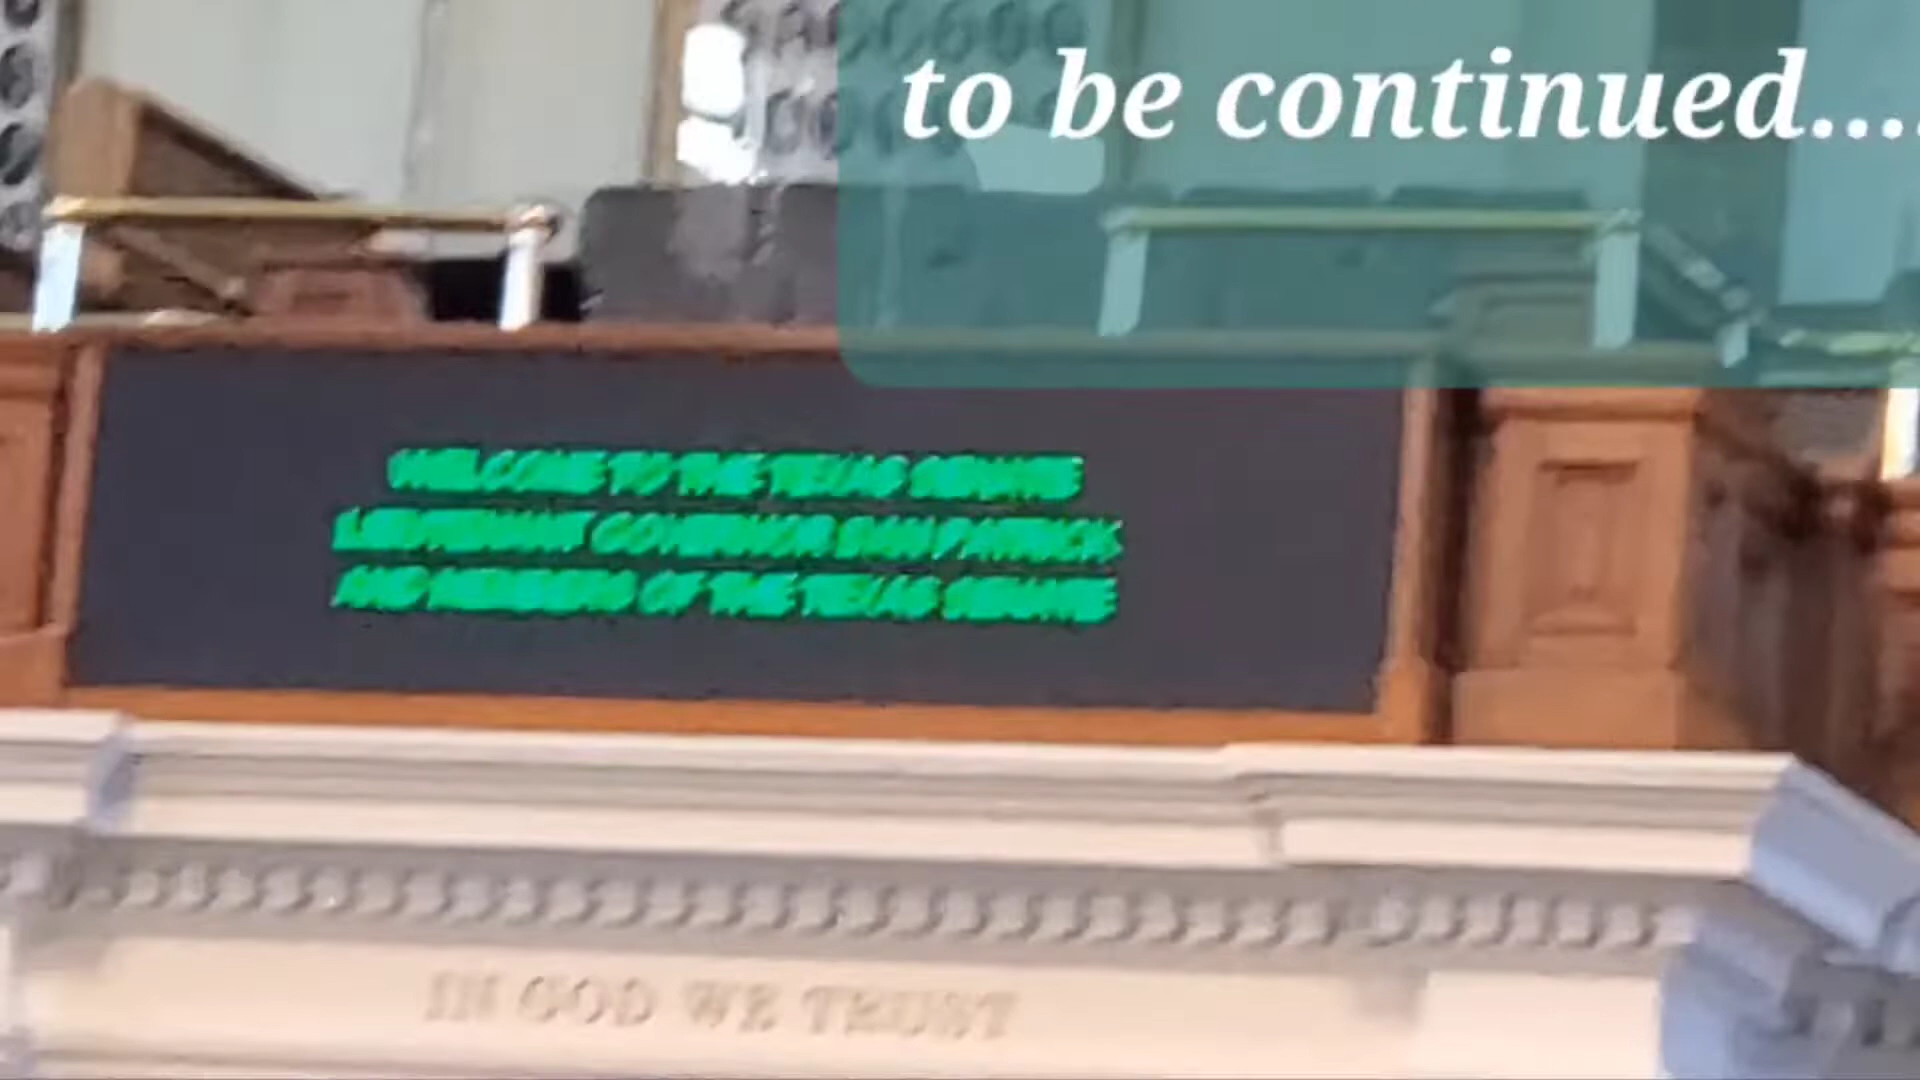 to be continued....
WELCOME TO THE TEXAS SENATE
LIEUTENANT GOVERNOR DAN PATRICK
AND MEMBERS OF THE TEXAS SENATE
IN GOD WE TRUST